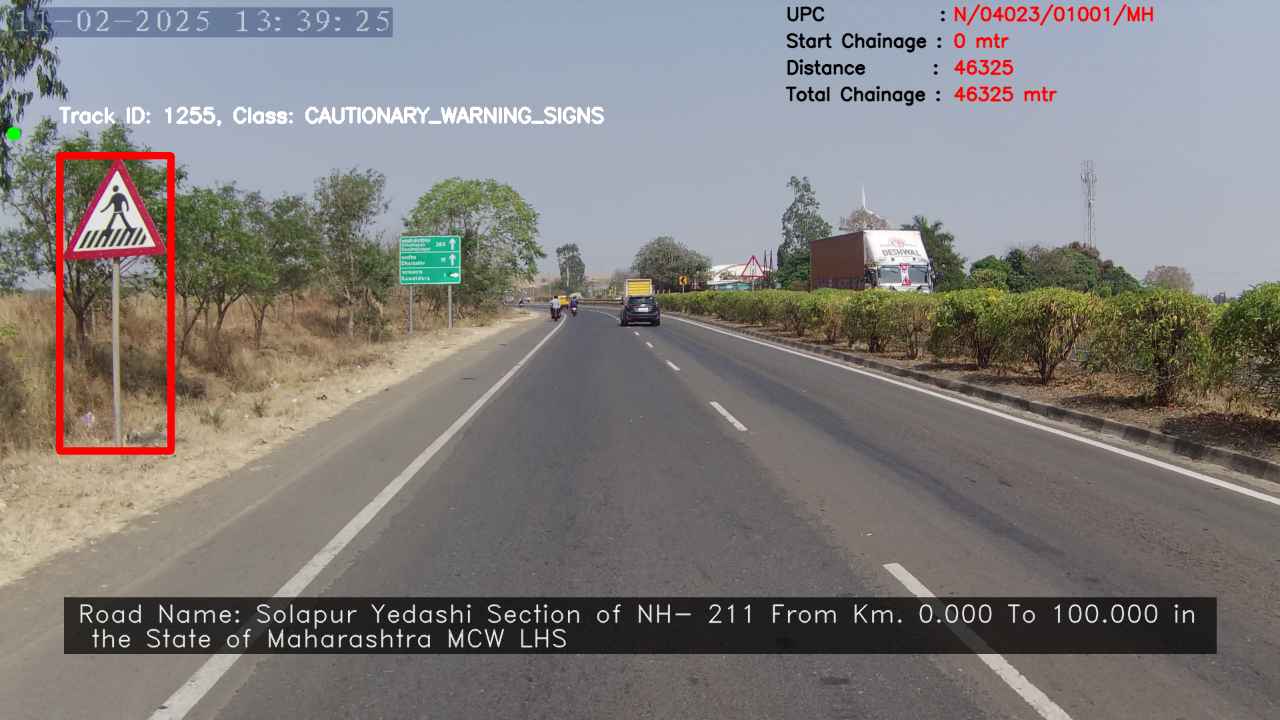 11-02-2025 13:39:25
UPC : N/04023/01001/MH
Start Chainage : 0 mtr
Distance : 46325
Total Chainage : 46325 mtr
Track ID: 1255, Class: CAUTIONARY_WARNING_SIGNS
DESHWAL
Road Name: Solapur Yedashi Section of NH- 211 From Km. 0.000 To 100.000 in
the State of Maharashtra MCW LHS